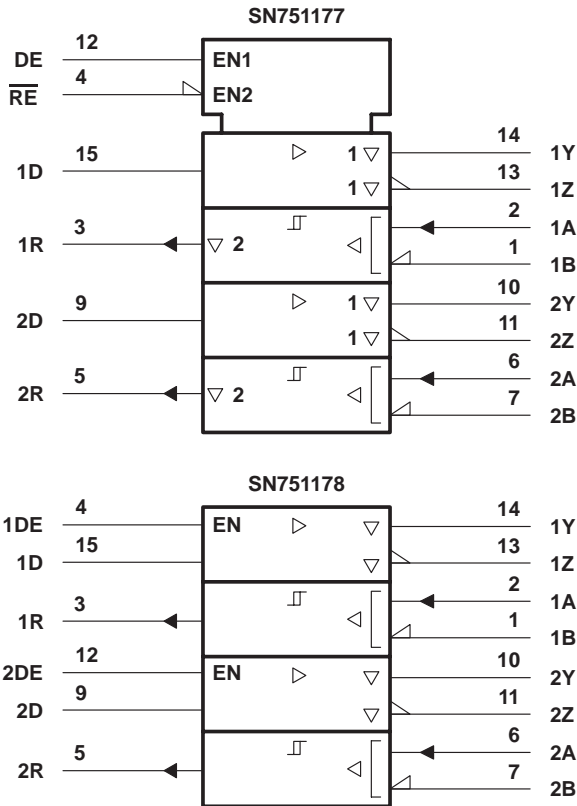 SN751177
DE 12 EN1
RE 4 EN2
1D 15 1 14 1Y
1 13 1Z
1R 3 2 2 1A
1 1B
2D 9 1 10 2Y
1 11 2Z
2R 5 2 6 2A
7 2B
SN751178
1DE 4 EN 14 1Y
1D 15 13 1Z
1R 3 2 1A
1 1B
2DE 12 EN 10 2Y
2D 9 11 2Z
2R 5 6 2A
7 2B